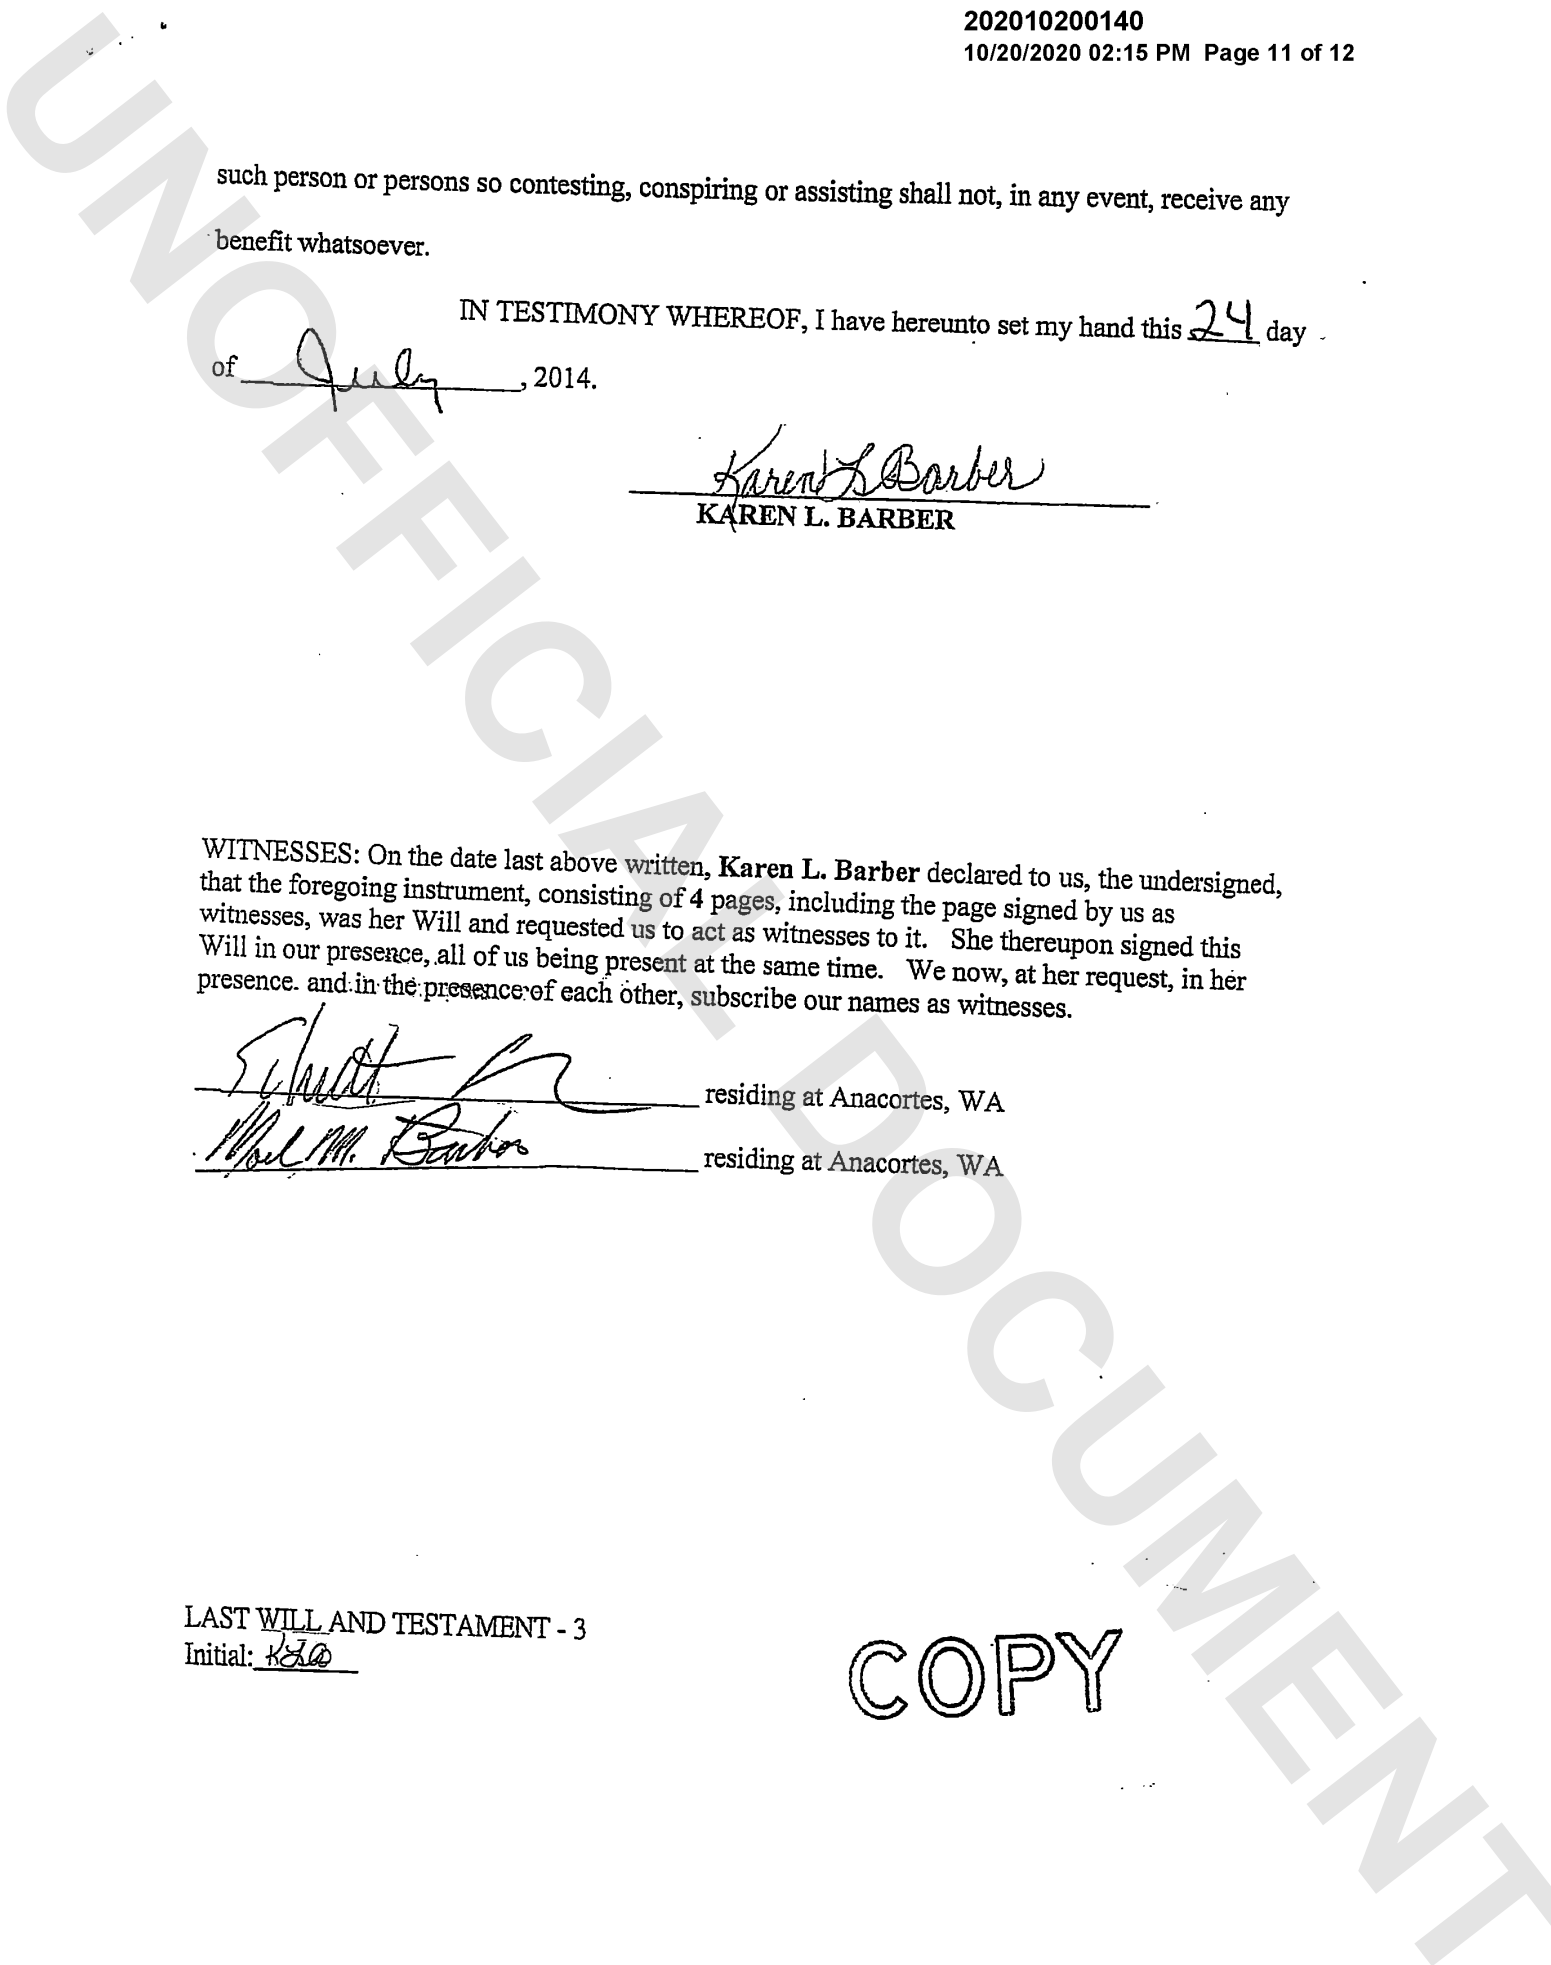 202010200140
10/20/2020 02:15 PM Page 11 of 12
such person or persons so contesting, conspiring or assisting shall not, in any event, receive any
benefit whatsoever.
IN TESTIMONY WHEREOF, I have hereunto set my hand this 24 day
of July, 2014.
Karen L Barber
KAREN L. BARBER
WITNESSES: On the date last above written, Karen L. Barber declared to us, the undersigned,
that the foregoing instrument, consisting of 4 pages, including the page signed by us as
witnesses, was her Will and requested us to act as witnesses to it. She thereupon signed this
Will in our presence, all of us being present at the same time. We now, at her request, in her
presence. and in the presence of each other, subscribe our names as witnesses.
residing at Anacortes, WA
M. residing at Anacortes, WA
LAST WILL AND TESTAMENT - 3
Initial: KLB
COPY
UNOFFICIAL DOCUMENT